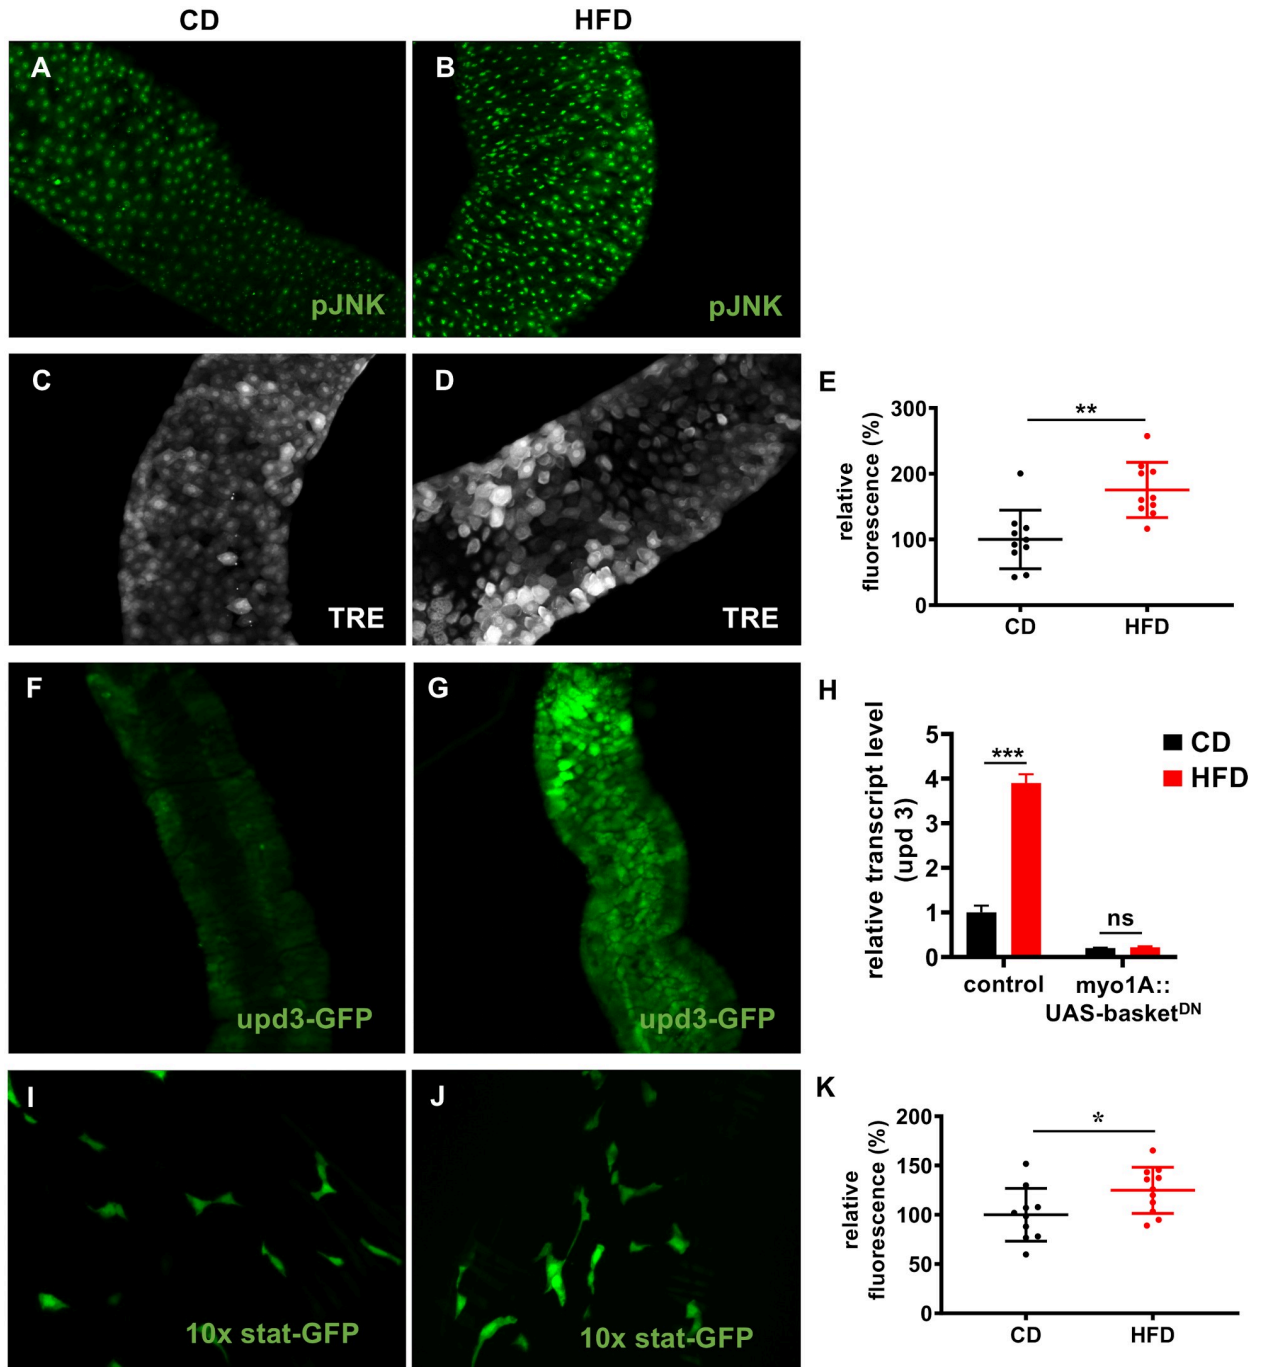 CD
HFD
A
pJNK
B
pJNK
C
TRE
D
TRE
E
relative
fluorescence (%)
300
200
100
0
**
CD
HFD
F
upd3-GFP
G
upd3-GFP
H
relative transcript level
(upd 3)
5
4
3
2
1
0
***
ns
control
myo1A::
UAS-basketDN
CD
HFD
I
10x stat-GFP
J
10x stat-GFP
K
relative
fluorescence (%)
200
150
100
50
0
*
CD
HFD